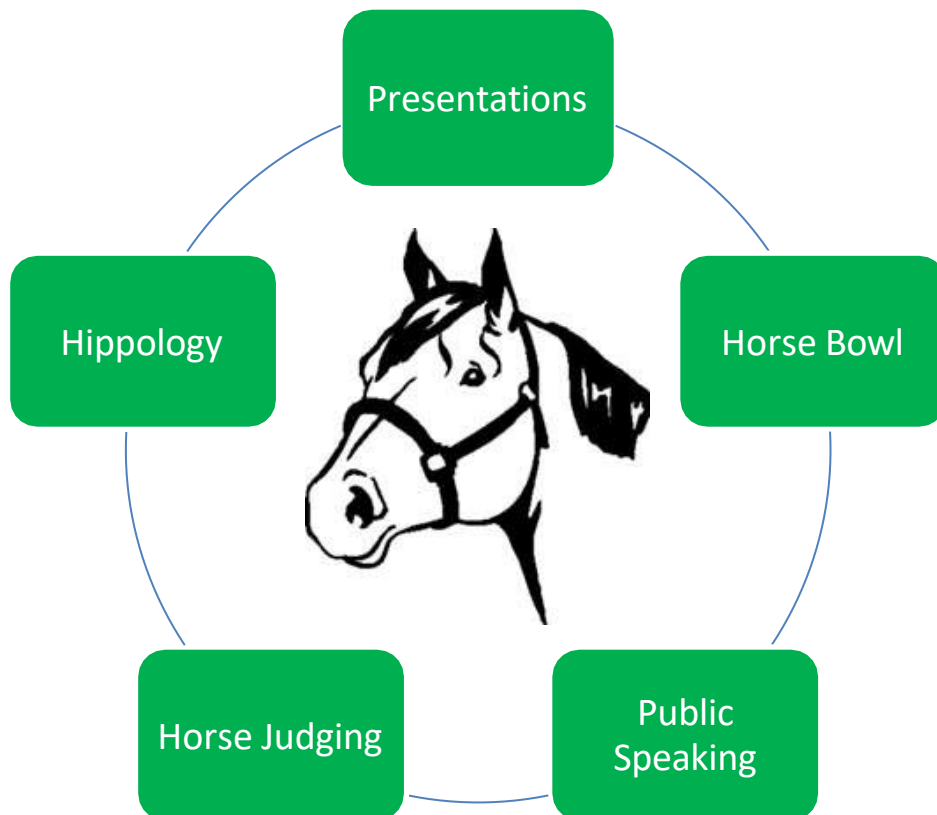 Presentations
Hippology
Horse Bowl
Horse Judging
Public
Speaking